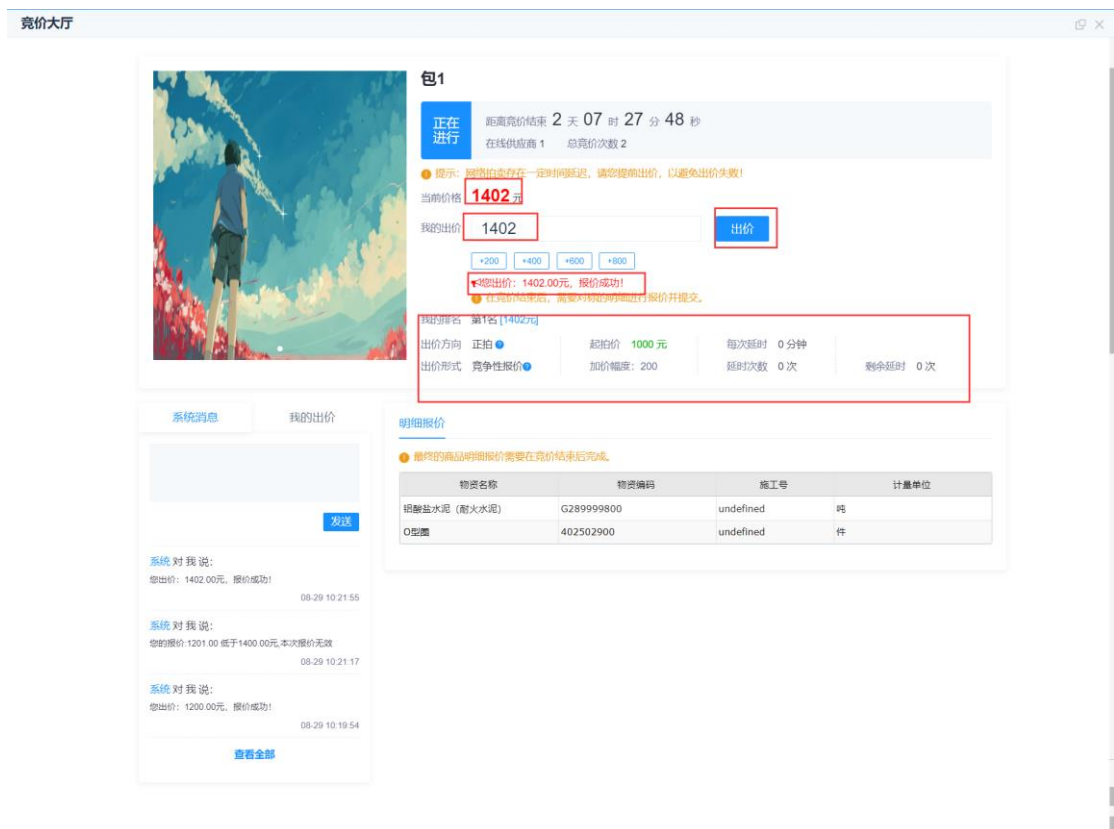 竞价大厅
包1
正在进行
距离竞价结束 2 天 07 时 27 分 48 秒
在线供应商 1 总竞价次数 2
提示：网络拍卖存在一定时间延迟，请您提前出价，以避免出价失败！
当前价格 1402 元
我的出价 1402 出价
+200 +400 +600 +800
您出价：1402.00元，报价成功！
在竞价结束后，需要对标的明细进行报价并提交。
我的排名 第1名 [1402元]
出价方向 正拍 起拍价 1000 元 每次延时 0 分钟
出价形式 竞争性报价 加价幅度：200 延时次数 0 次 剩余延时 0 次
系统消息 我的出价
发送
系统 对 我 说：
您出价：1402.00元，报价成功！
08-29 10:21:55
系统 对 我 说：
您的报价:1201.00 低于1400.00元,本次报价无效
08-29 10:21:17
系统 对 我 说：
您出价：1200.00元，报价成功！
08-29 10:19:54
查看全部
明细报价
最终的商品明细报价需要在竞价结束后完成。
物资名称 物资编码 施工号 计量单位
铝酸盐水泥（耐火水泥） G289999800 undefined 吨
O型圈 402502900 undefined 件